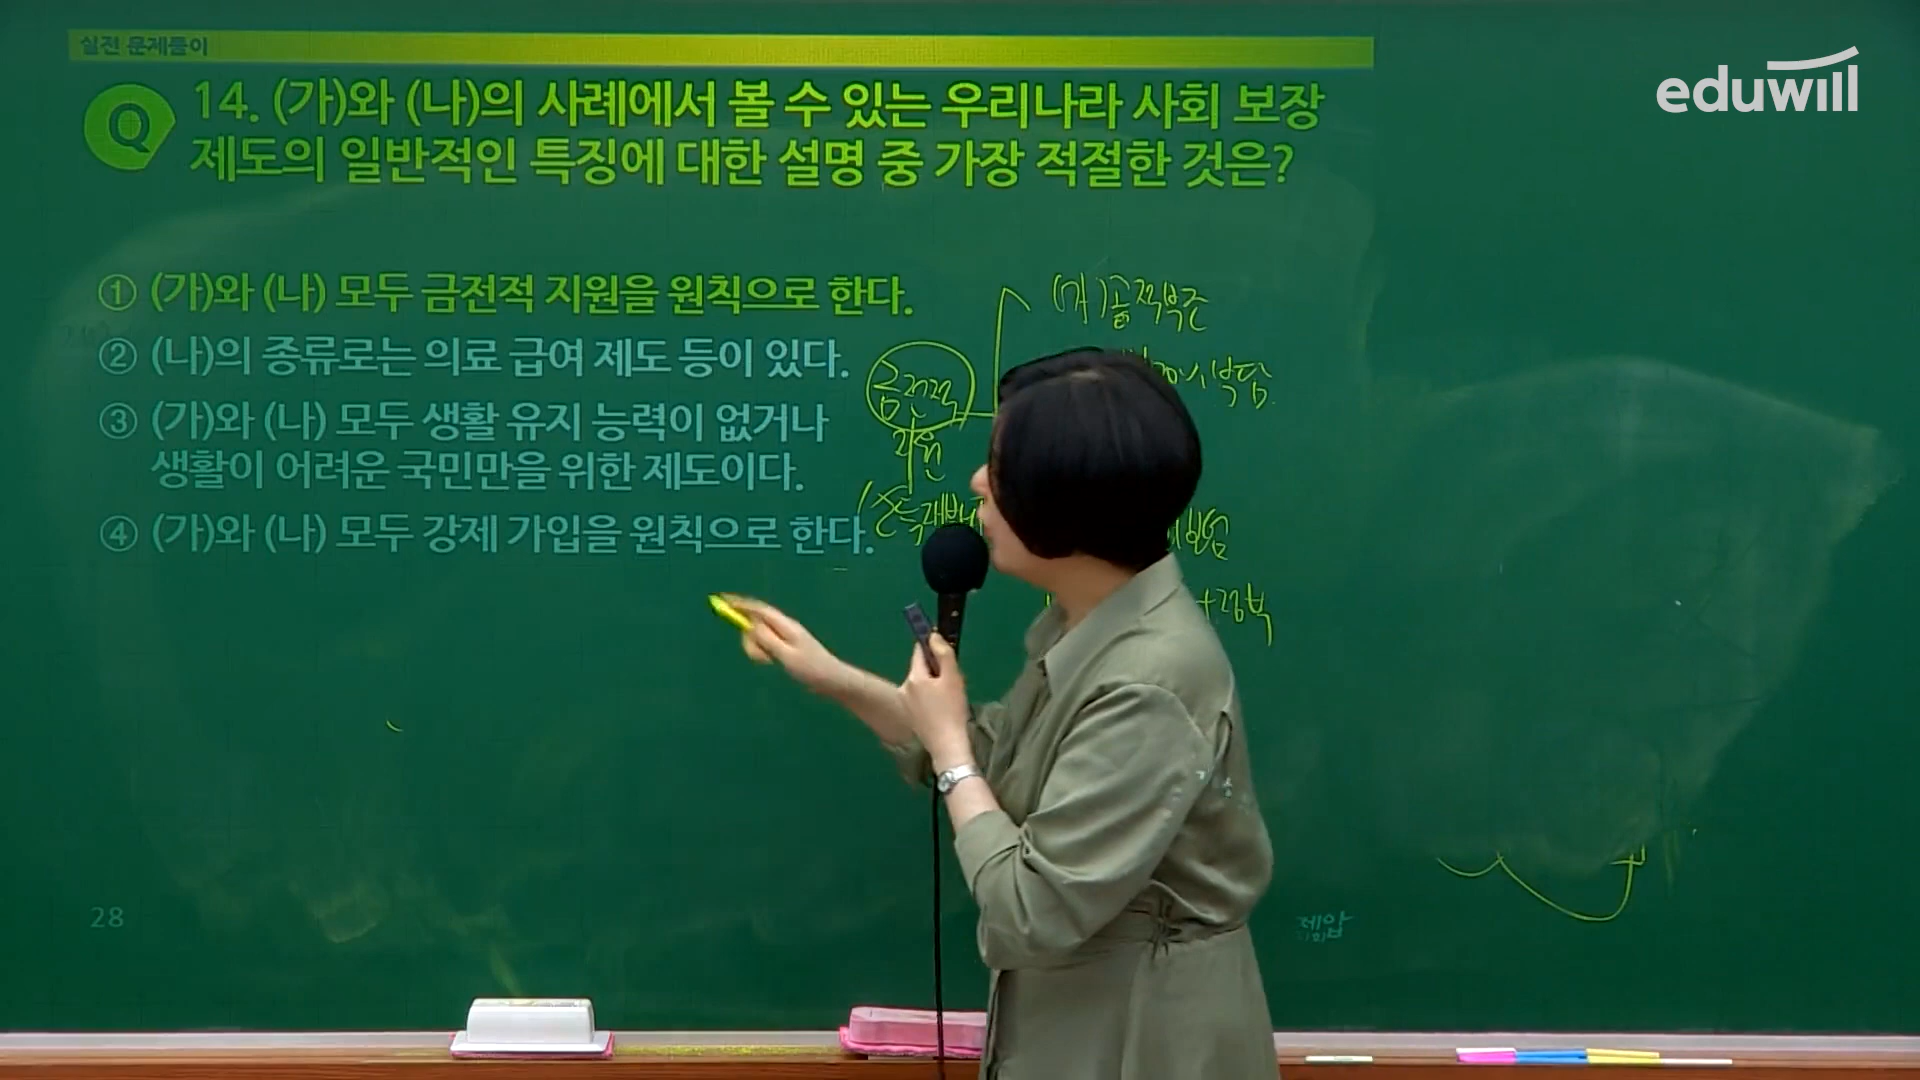 실전 문제풀이
eduwill
Q
14. (가)와 (나)의 사례에서 볼 수 있는 우리나라 사회 보장
제도의 일반적인 특징에 대한 설명 중 가장 적절한 것은?
① (가)와 (나) 모두 금전적 지원을 원칙으로 한다.
② (나)의 종류로는 의료 급여 제도 등이 있다.
③ (가)와 (나) 모두 생활 유지 능력이 없거나
생활이 어려운 국민만을 위한 제도이다.
④ (가)와 (나) 모두 강제 가입을 원칙으로 한다.
(가) 공적부조
금전적
지원
28